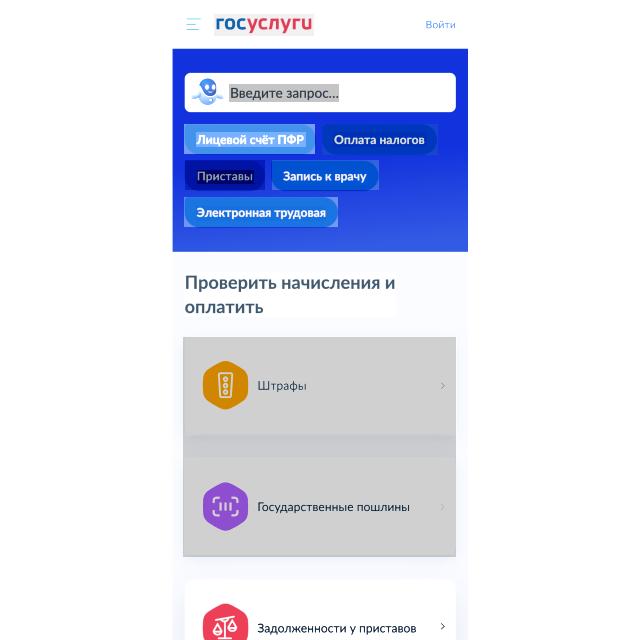 госуслуги
Войти
Введите запрос...
Лицевой счёт ПФР
Оплата налогов
Приставы
Запись к врачу
Электронная трудовая
Проверить начисления и
оплатить
Штрафы
Государственные пошлины
Задолженности у приставов